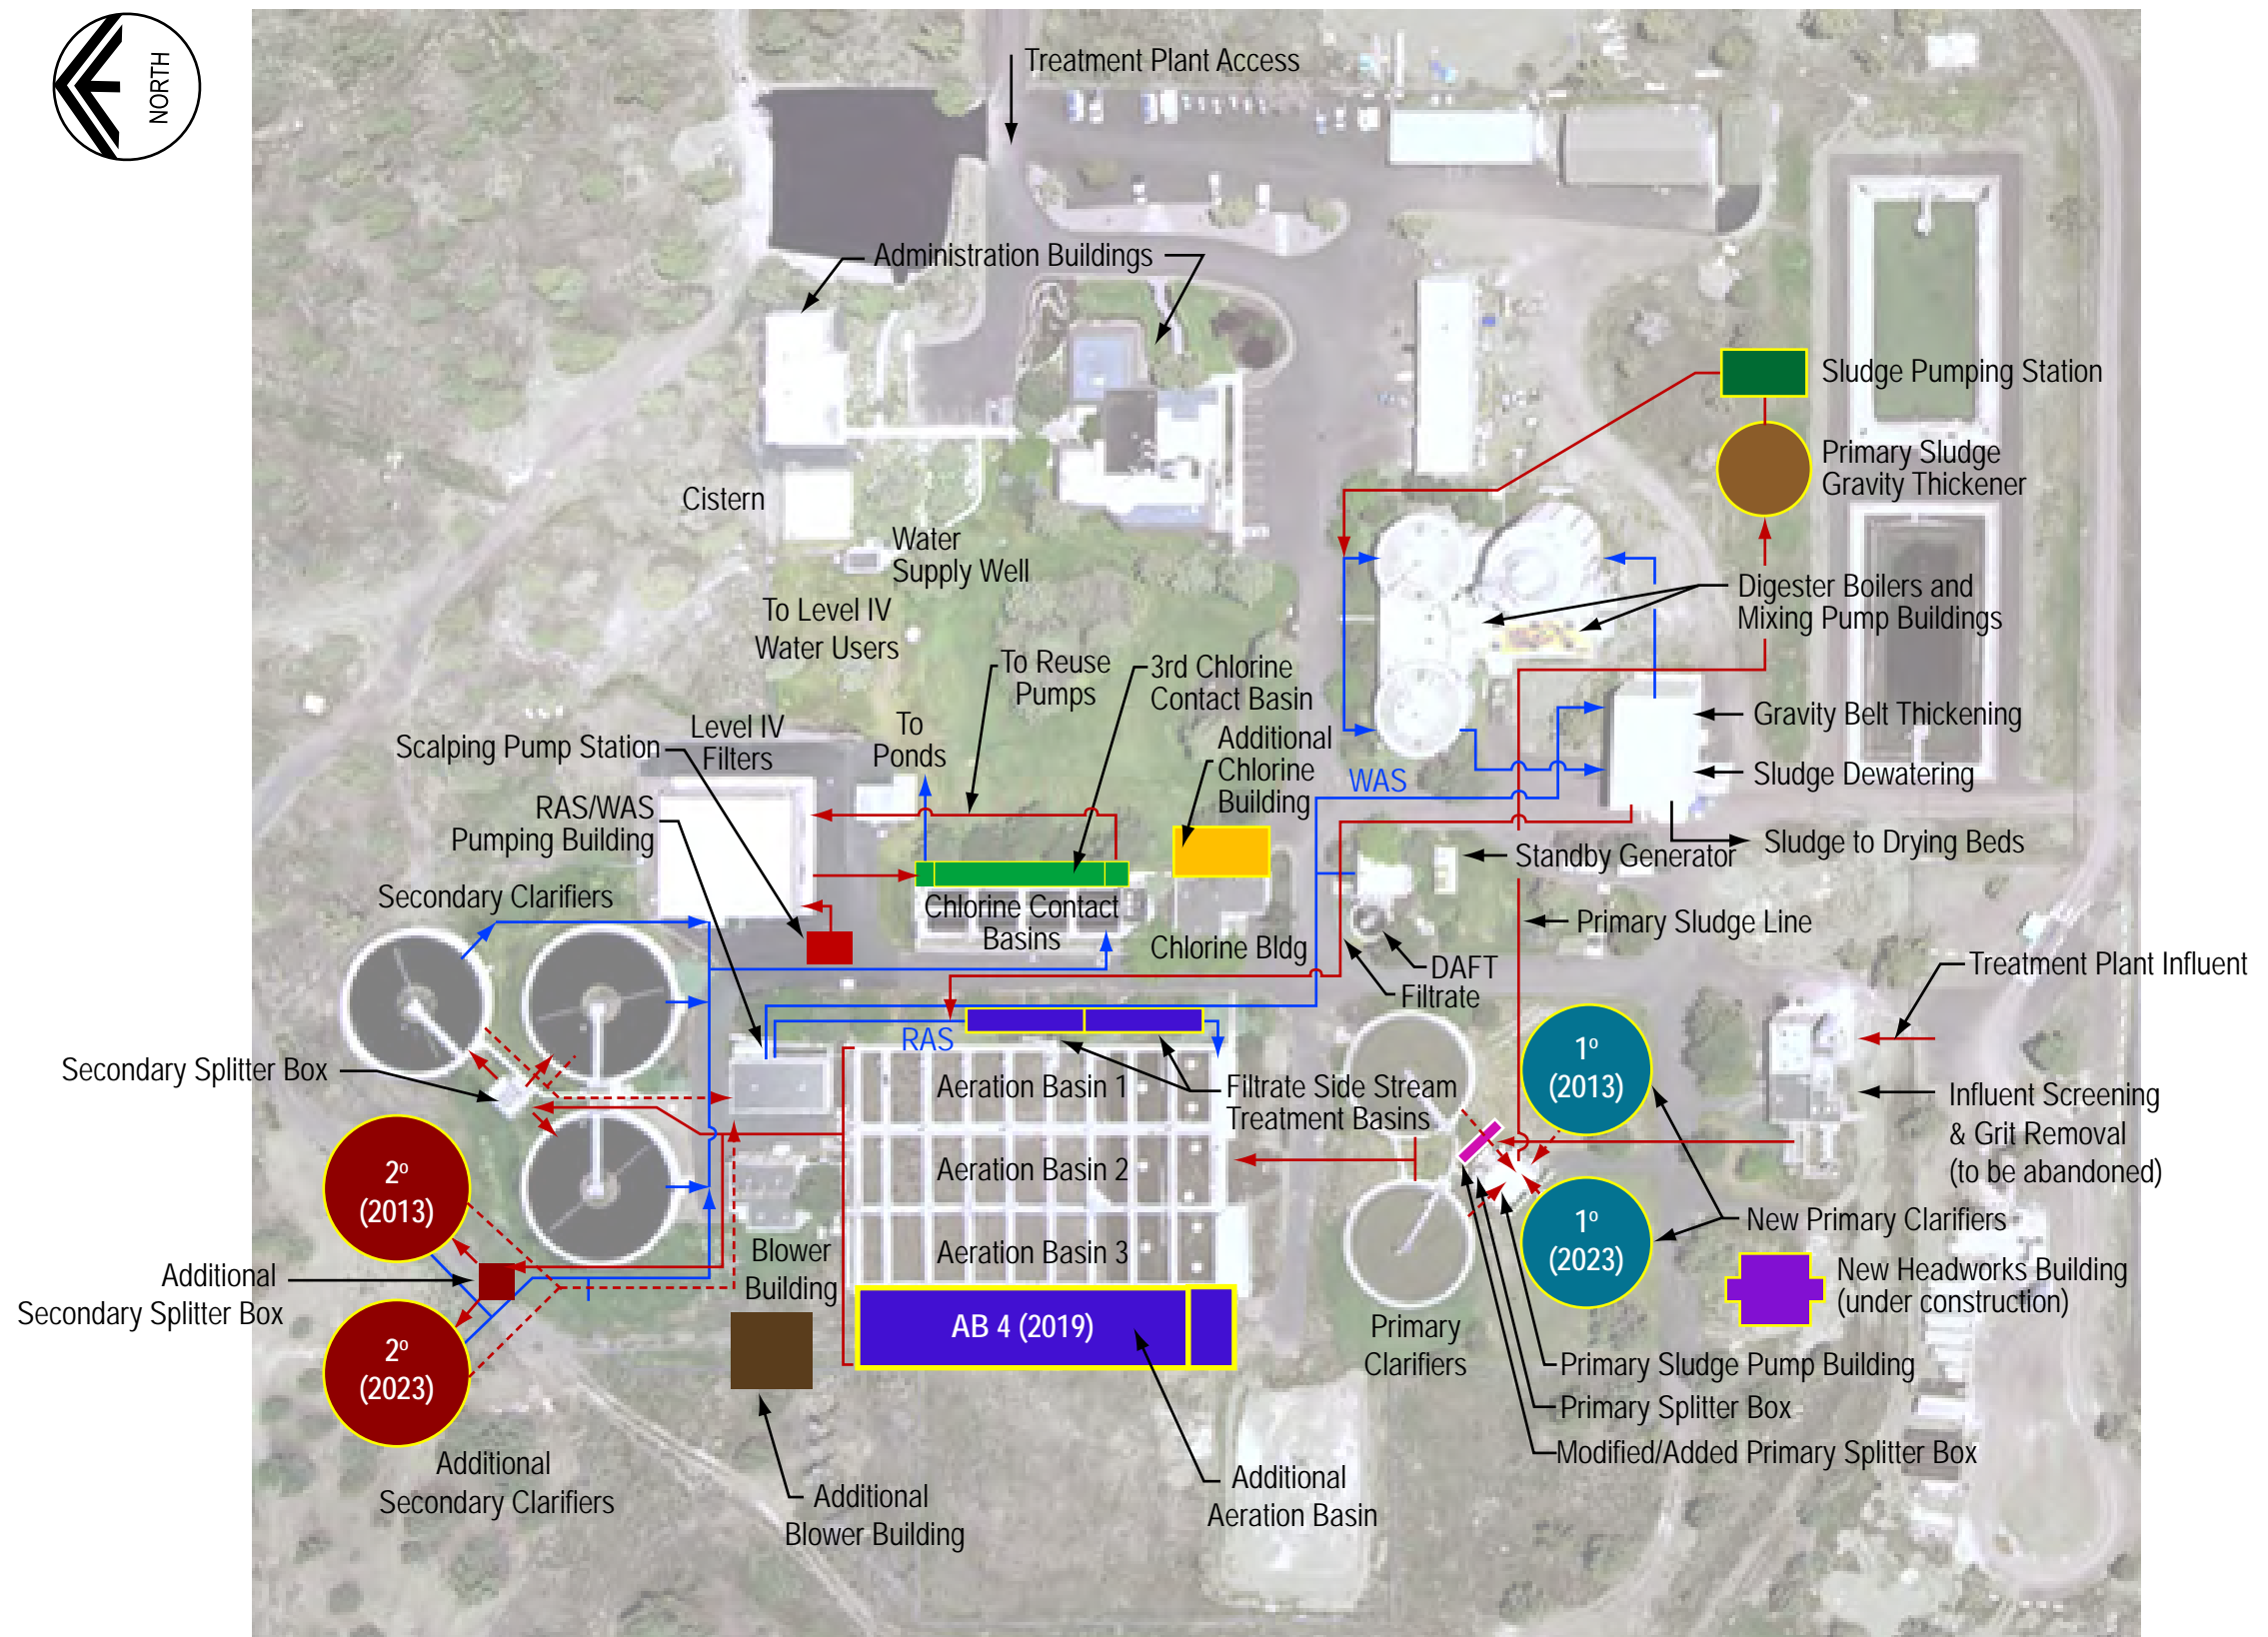 NORTH
Treatment Plant Access
Administration Buildings
Sludge Pumping Station
Primary Sludge
Gravity Thickener
Cistern
Water
Supply Well
Digester Boilers and
Mixing Pump Buildings
To Level IV
Water Users
To Reuse
Pumps
3rd Chlorine
Contact Basin
Gravity Belt Thickening
Level IV
Filters
To
Ponds
Scalping Pump Station
Additional
Chlorine
Building
WAS
Sludge Dewatering
RAS/WAS
Pumping Building
Standby Generator
Sludge to Drying Beds
Secondary Clarifiers
Chlorine Contact
Basins
Chlorine Bldg
Primary Sludge Line
DAFT
Filtrate
Treatment Plant Influent
RAS
Secondary Splitter Box
Aeration Basin 1
Filtrate Side Stream
Treatment Basins
1º
(2013)
Influent Screening
& Grit Removal
(to be abandoned)
2º
(2013)
Aeration Basin 2
Aeration Basin 3
Blower
Building
1º
(2023)
New Primary Clarifiers
New Headworks Building
(under construction)
Additional
Secondary Splitter Box
AB 4 (2019)
Primary
Clarifiers
2º
(2023)
Primary Sludge Pump Building
Primary Splitter Box
Modified/Added Primary Splitter Box
Additional
Secondary Clarifiers
Additional
Blower Building
Additional
Aeration Basin